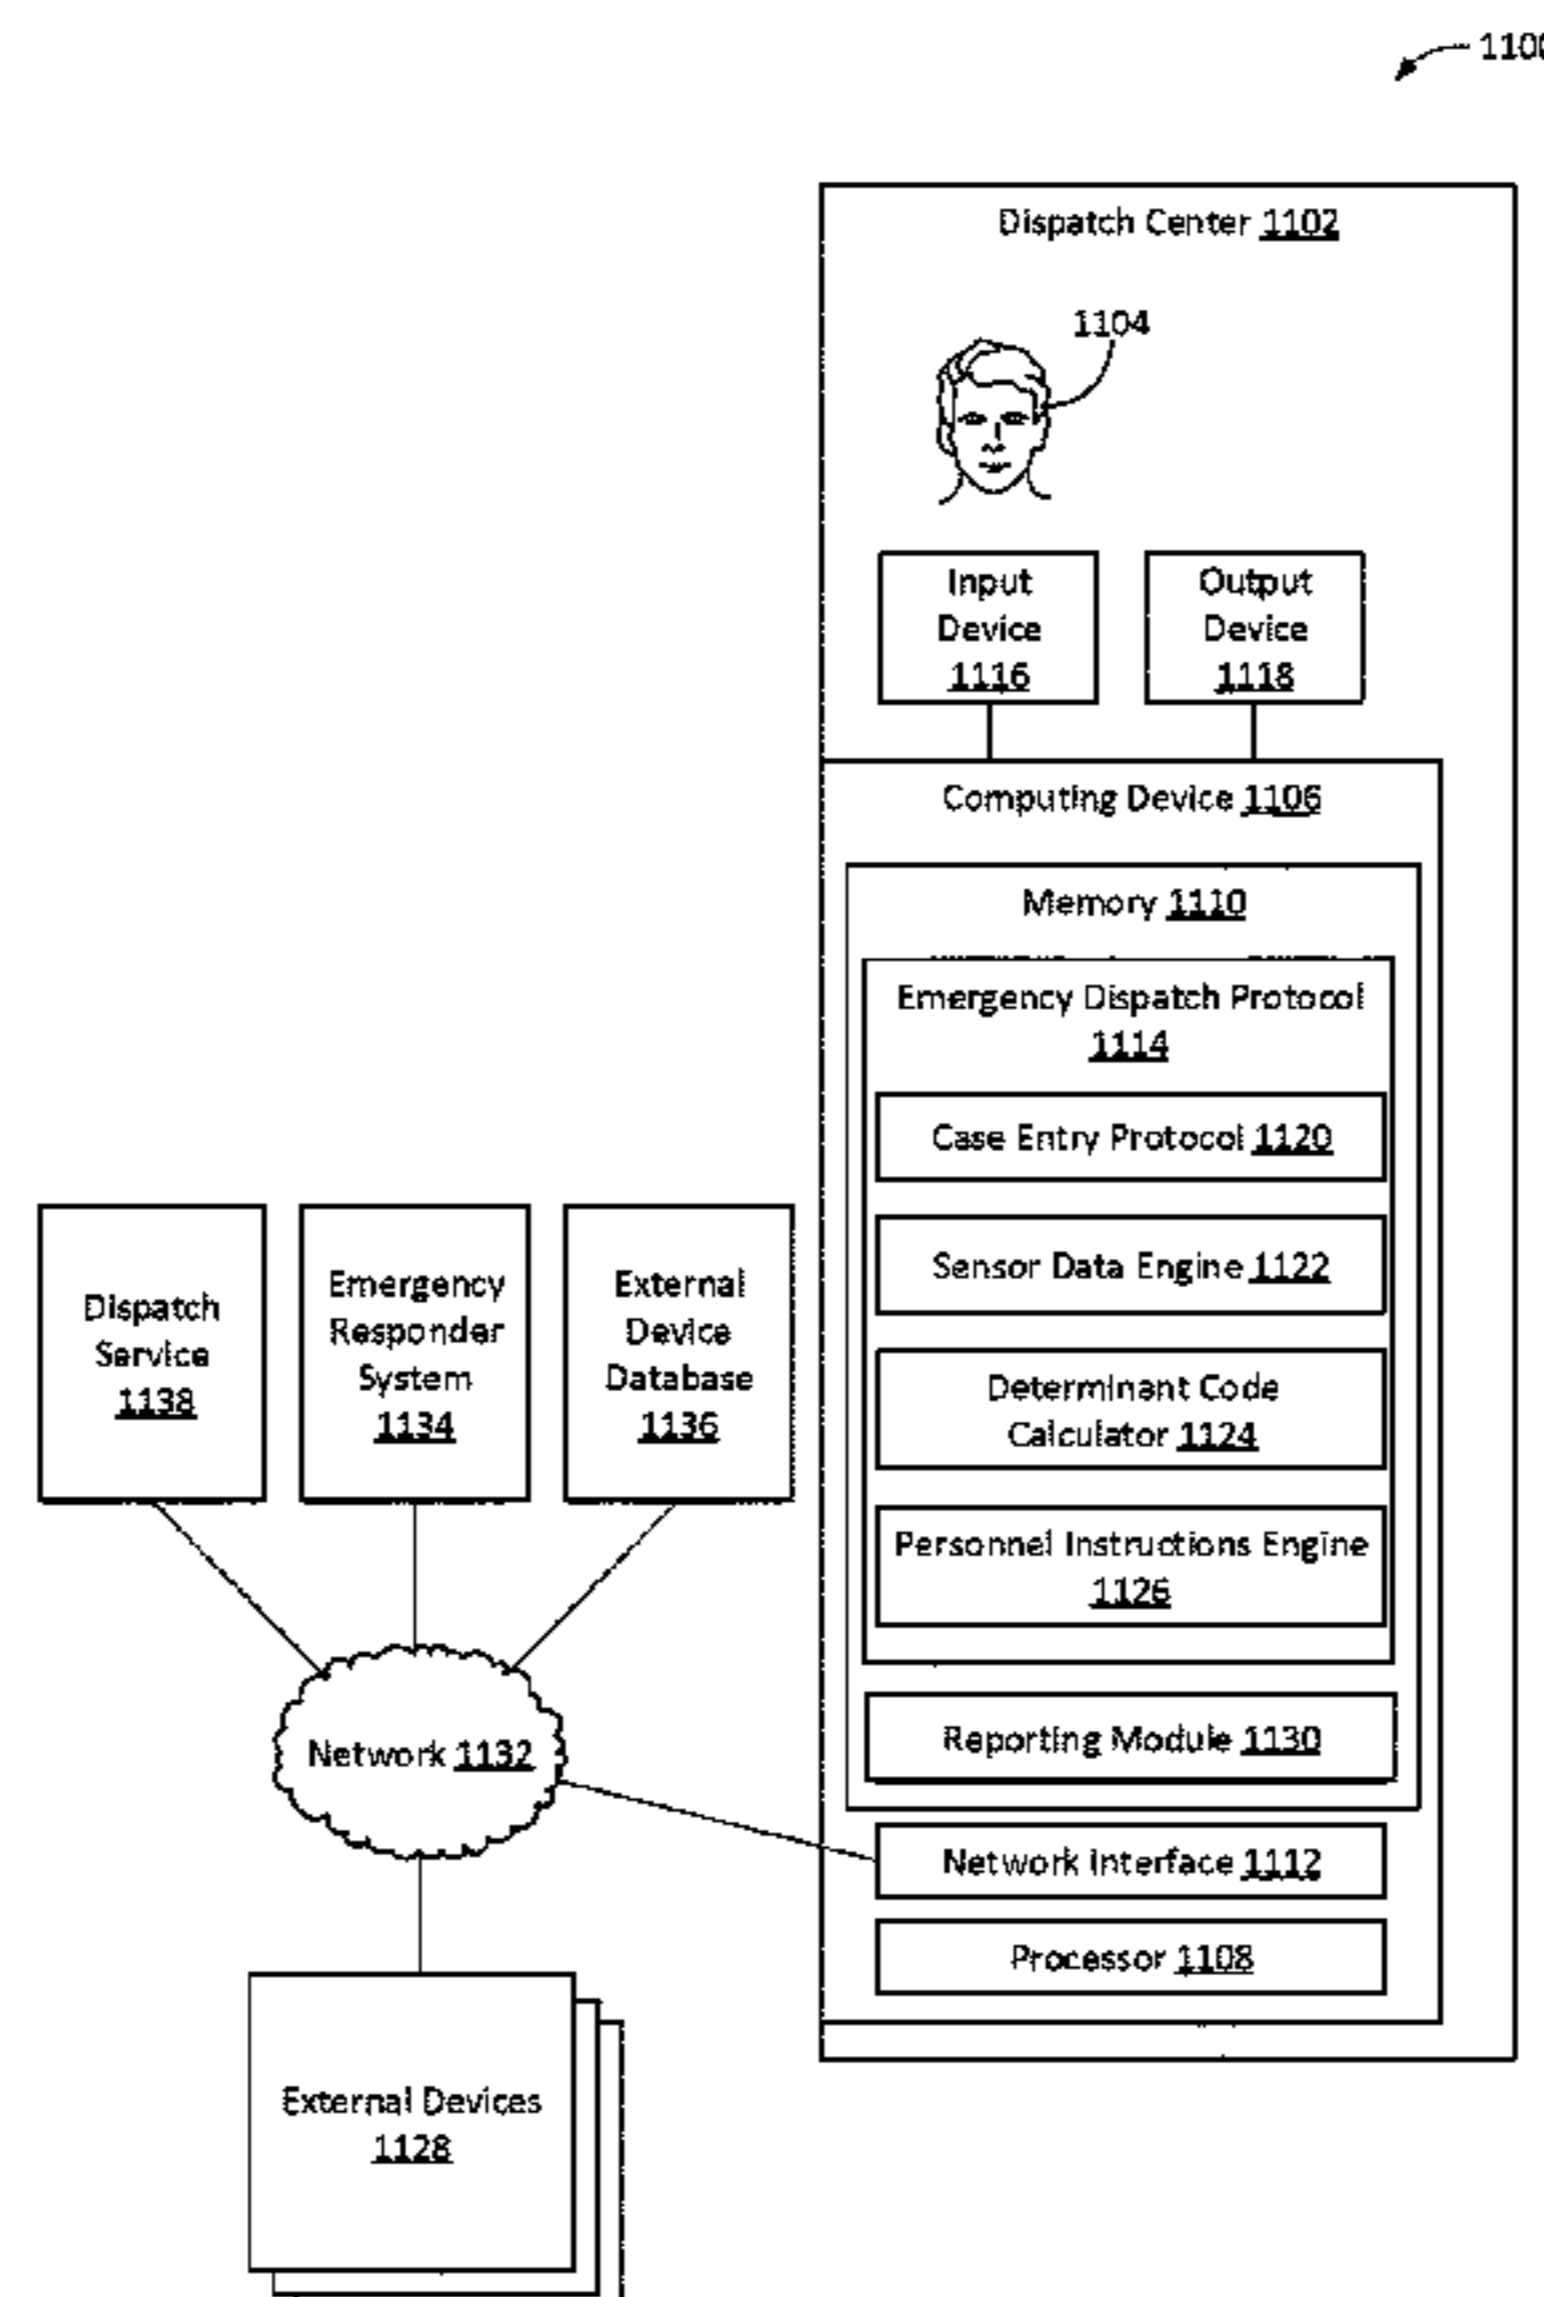 1100
Dispatch Center 1102
1104
Input
Device
1116
Output
Device
1118
Computing Device 1106
Memory 1110
Emergency Dispatch Protocol
1114
Case Entry Protocol 1120
Sensor Data Engine 1122
Determinant Code
Calculator 1124
Personnel Instructions Engine
1126
Reporting Module 1130
Network Interface 1112
Processor 1108
Dispatch
Service
1138
Emergency
Responder
System
1134
External
Device
Database
1136
Network 1132
External Devices
1128